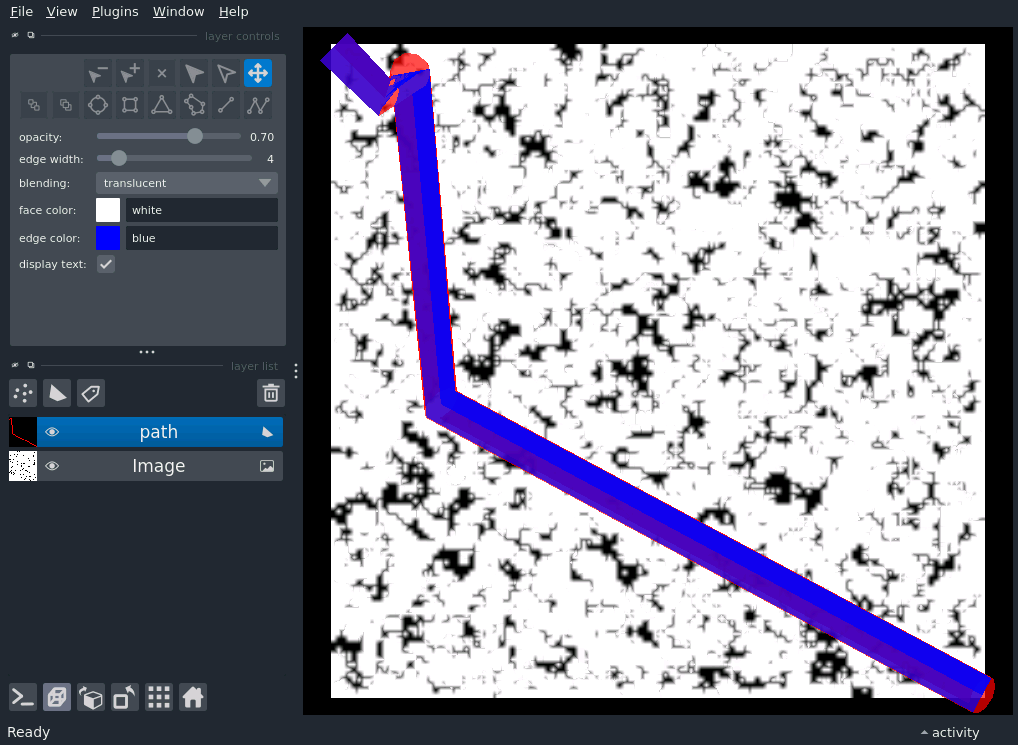 File View Plugins Window Help
layer controls
opacity: 0.70
edge width: 4
blending: translucent
face color: white
edge color: blue
display text:
layer list
path
Image
Ready activity